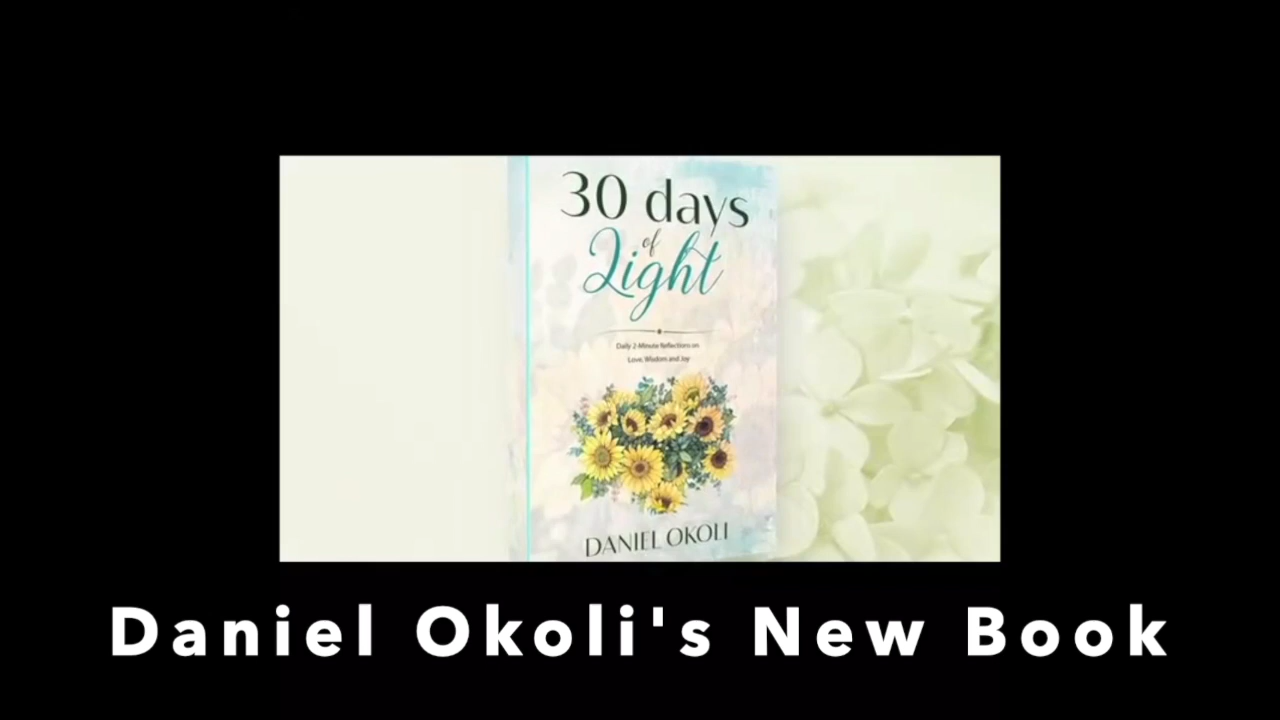 30 days
of
Light
Daily 2-Minute Reflections on
Love, Wisdom and Joy
DANIEL OKOLI
Daniel Okoli's New Book